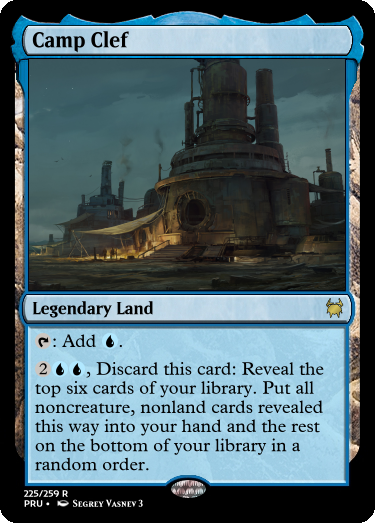 Camp Clef
Legendary Land
: Add .
2, Discard this card: Reveal the
top six cards of your library. Put all
noncreature, nonland cards revealed
this way into your hand and the rest
on the bottom of your library in a
random order.
225/259 R
PRU • Segrey Vasnev 3